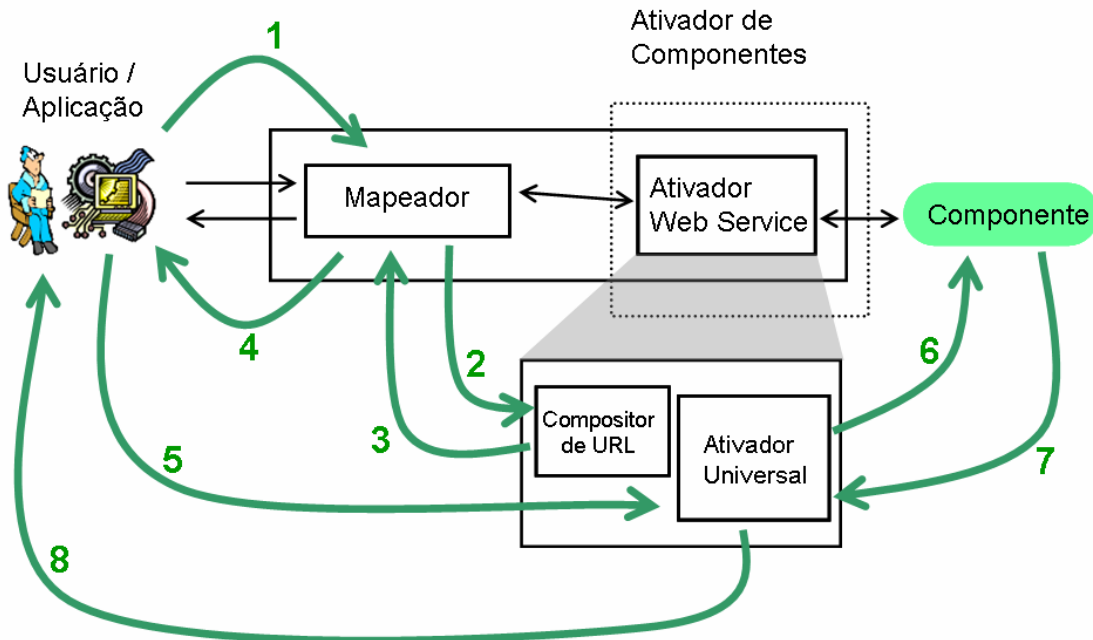 1
Ativador de
Componentes
Usuário /
Aplicação
Mapeador
Ativador
Web Service
Componente
4
2
6
3
Compositor
de URL
Ativador
Universal
5
7
8